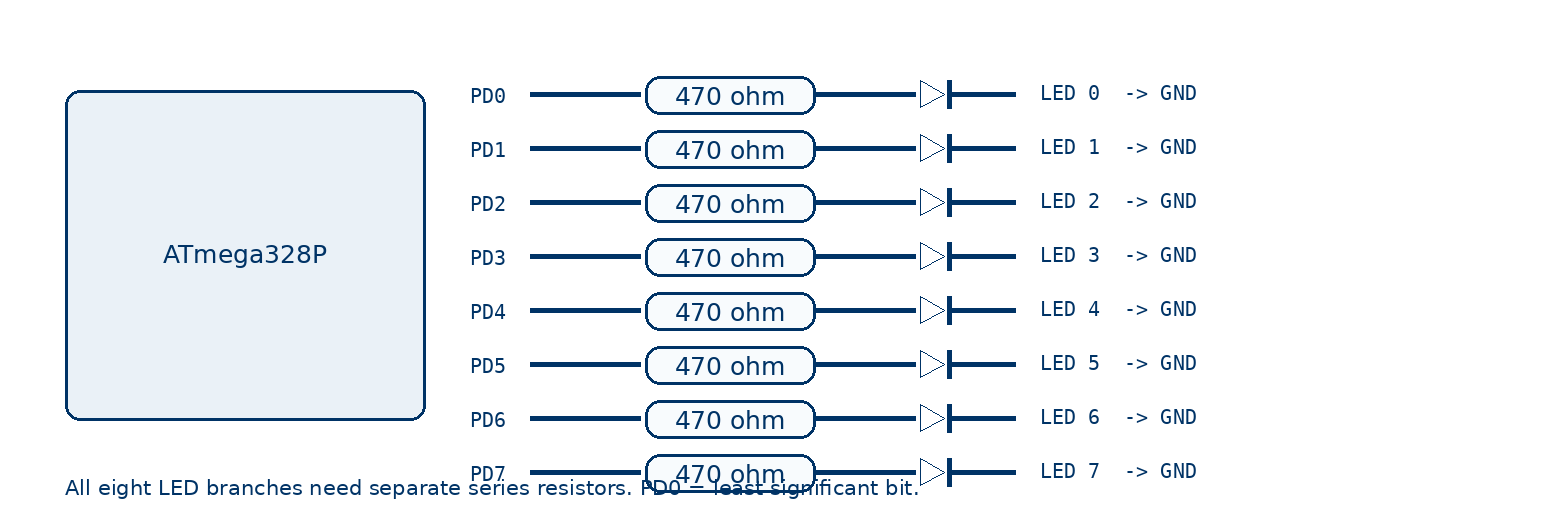 PD0 470 ohm LED 0 -> GND
PD1 470 ohm LED 1 -> GND
PD2 470 ohm LED 2 -> GND
PD3 470 ohm LED 3 -> GND
ATmega328P
PD4 470 ohm LED 4 -> GND
PD5 470 ohm LED 5 -> GND
PD6 470 ohm LED 6 -> GND
PD7 470 ohm LED 7 -> GND
All eight LED branches need separate series resistors. PD0 = least significant bit.